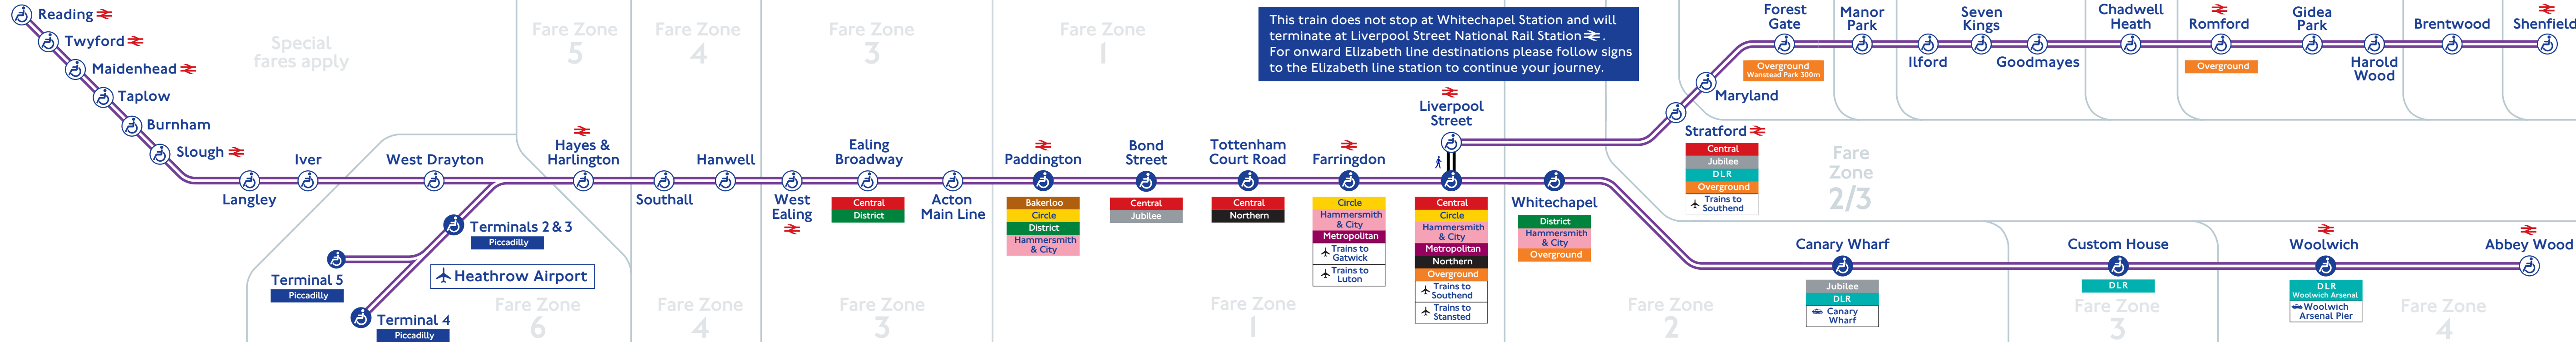 Reading
Twyford
Maidenhead
Taplow
Burnham
Slough
Langley
Iver
West Drayton
Special
fares apply
Terminals 2 & 3
Piccadilly
Terminal 5
Piccadilly
Heathrow Airport
Terminal 4
Piccadilly
Fare Zone
6
Fare Zone
5
Hayes &
Harlington
Fare Zone
4
Southall
Hanwell
Fare Zone
4
Fare Zone
3
West
Ealing
Ealing
Broadway
Central
District
Acton
Main Line
Fare Zone
3
Fare Zone
1
Paddington
Bakerloo
Circle
District
Hammersmith
& City
Bond
Street
Central
Jubilee
Tottenham
Court Road
Central
Northern
Farringdon
Circle
Hammersmith
& City
Metropolitan
Trains to
Gatwick
Trains to
Luton
Fare Zone
1
This train does not stop at Whitechapel Station and will
terminate at Liverpool Street National Rail Station .
For onward Elizabeth line destinations please follow signs
to the Elizabeth line station to continue your journey.
Liverpool
Street
Central
Circle
Hammersmith
& City
Metropolitan
Northern
Overground
Trains to
Southend
Trains to
Stansted
Whitechapel
District
Hammersmith
& City
Overground
Stratford
Central
Jubilee
DLR
Overground
Trains to
Southend
Maryland
Forest
Gate
Overground
Wanstead Park 300m
Manor
Park
Ilford
Seven
Kings
Goodmayes
Chadwell
Heath
Romford
Overground
Gidea
Park
Harold
Wood
Brentwood
Shenfield
Fare
Zone
2/3
Fare Zone
2
Canary Wharf
Jubilee
DLR
Canary
Wharf
Custom House
DLR
Fare Zone
3
Woolwich
DLR
Woolwich Arsenal
Woolwich
Arsenal Pier
Abbey Wood
Fare Zone
4